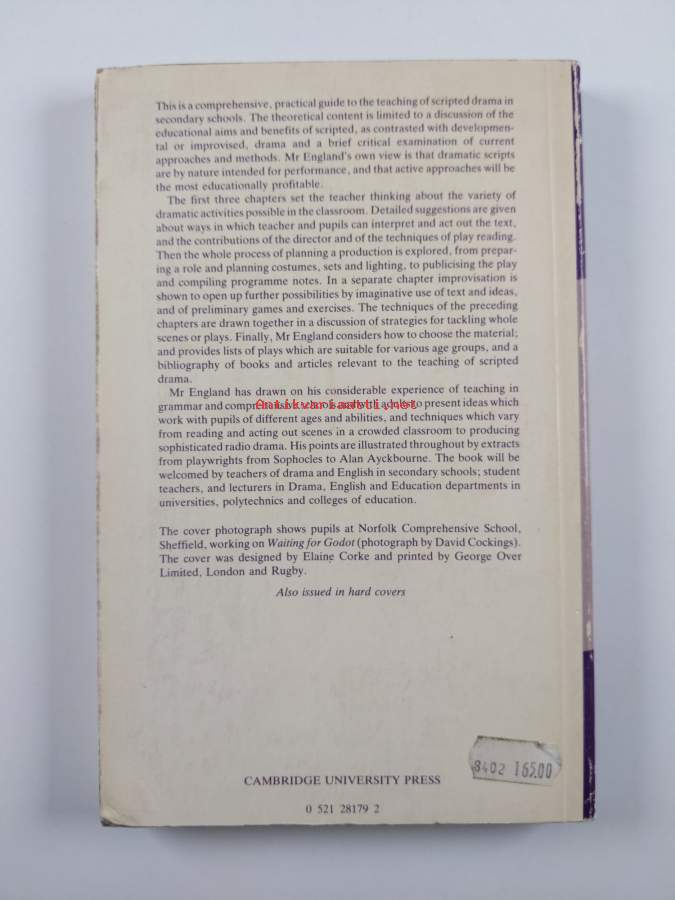 This is a comprehensive, practical guide to the teaching of scripted drama in
secondary schools. The theoretical content is limited to a discussion of the
educational aims and benefits of scripted, as contrasted with developmen-
tal or improvised, drama and a brief critical examination of current
approaches and methods. Mr England's own view is that dramatic scripts
are by nature intended for performance, and that active approaches will be
the most educationally profitable.
The first three chapters set the teacher thinking about the variety of
dramatic activities possible in the classroom. Detailed suggestions are given
about ways in which teacher and pupils can interpret and act out the text,
and the contributions of the director and of the techniques of play reading.
Then the whole process of planning a production is explored, from prepar-
ing a role and planning costumes, sets and lighting, to publicising the play
and compiling programme notes. In a separate chapter improvisation is
shown to open up further possibilities by imaginative use of text and ideas,
and of preliminary games and exercises. The techniques of the preceding
chapters are drawn together in a discussion of strategies for tackling whole
scenes or plays. Finally, Mr England considers how to choose the material;
and provides lists of plays which are suitable for various age groups, and a
bibliography of books and articles relevant to the teaching of scripted
drama.
Mr England has drawn on his considerable experience of teaching in
grammar and comprehensive schools and with adults to present ideas which
Antikvariaatti.net
work with pupils of different ages and abilities, and techniques which vary
from reading and acting out scenes in a crowded classroom to producing
sophisticated radio drama. His points are illustrated throughout by extracts
from playwrights from Sophocles to Alan Ayckbourne. The book will be
welcomed by teachers of drama and English in secondary schools; student
teachers, and lecturers in Drama, English and Education departments in
universities, polytechnics and colleges of education.
The cover photograph shows pupils at Norfolk Comprehensive School,
Sheffield, working on Waiting for Godot (photograph by David Cockings).
The cover was designed by Elaine Corke and printed by George Over
Limited, London and Rugby.
Also issued in hard covers
8402 165.00
CAMBRIDGE UNIVERSITY PRESS
0 521 28179 2